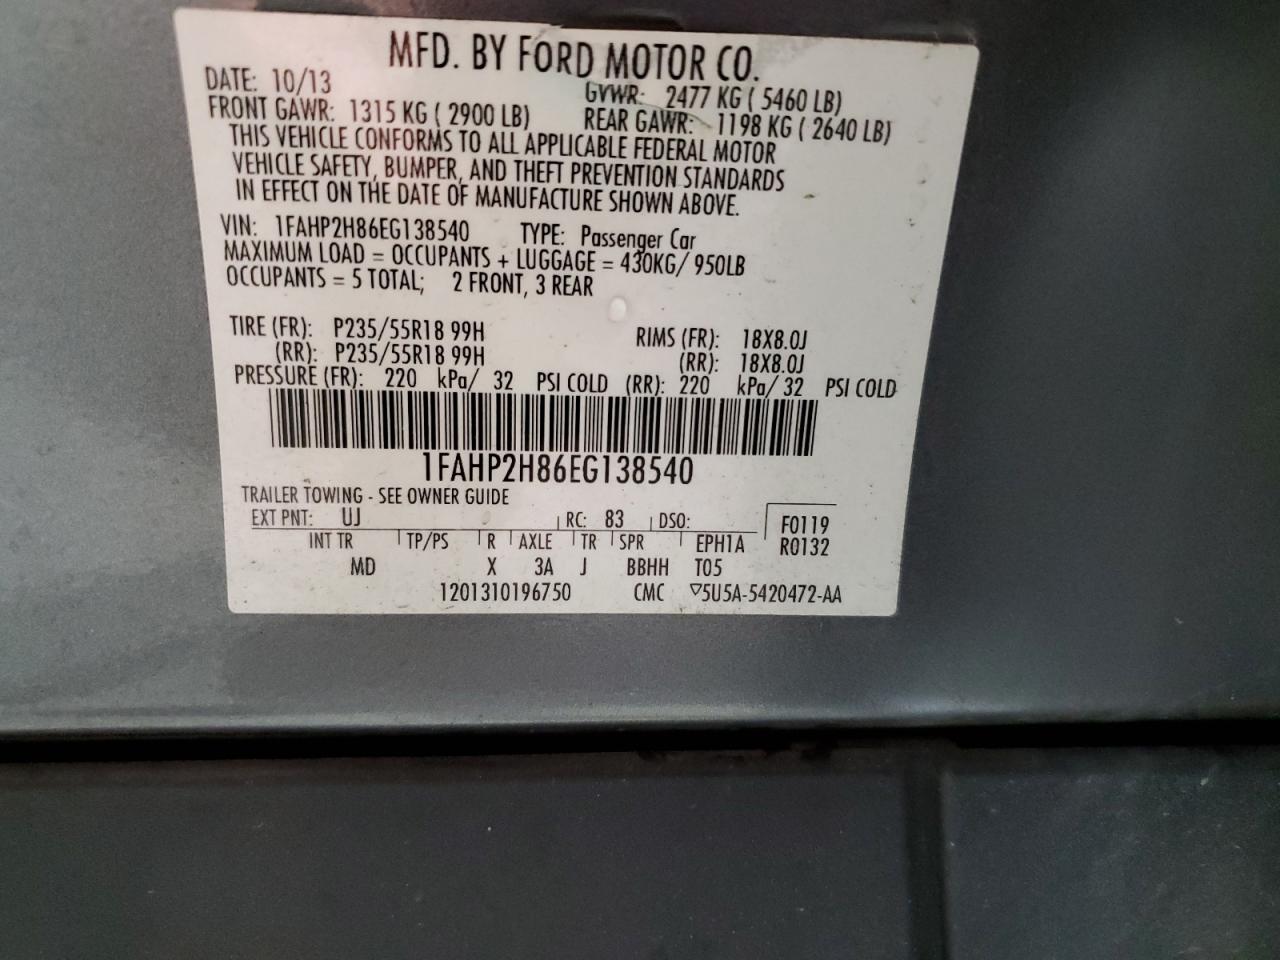 MFD. BY FORD MOTOR CO.
DATE: 10/13 GVWR: 2477 KG ( 5460 LB)
FRONT GAWR: 1315 KG ( 2900 LB) REAR GAWR: 1198 KG ( 2640 LB)
THIS VEHICLE CONFORMS TO ALL APPLICABLE FEDERAL MOTOR
VEHICLE SAFETY, BUMPER, AND THEFT PREVENTION STANDARDS
IN EFFECT ON THE DATE OF MANUFACTURE SHOWN ABOVE.
VIN: 1FAHP2H86EG138540 TYPE: Passenger Car
MAXIMUM LOAD = OCCUPANTS + LUGGAGE = 430KG/ 950LB
OCCUPANTS = 5 TOTAL; 2 FRONT, 3 REAR
TIRE (FR): P235/55R18 99H RIMS (FR): 18X8.0J
(RR): P235/55R18 99H (RR): 18X8.0J
PRESSURE (FR): 220 kPa/ 32 PSI COLD (RR): 220 kPa/ 32 PSI COLD
1FAHP2H86EG138540
TRAILER TOWING - SEE OWNER GUIDE
EXT PNT: UJ RC: 83 DSO: F0119
INT TR TP/PS R AXLE TR SPR EPH1A R0132
MD X 3A J BBHH T05
1201310196750 CMC ▽5U5A-5420472-AA